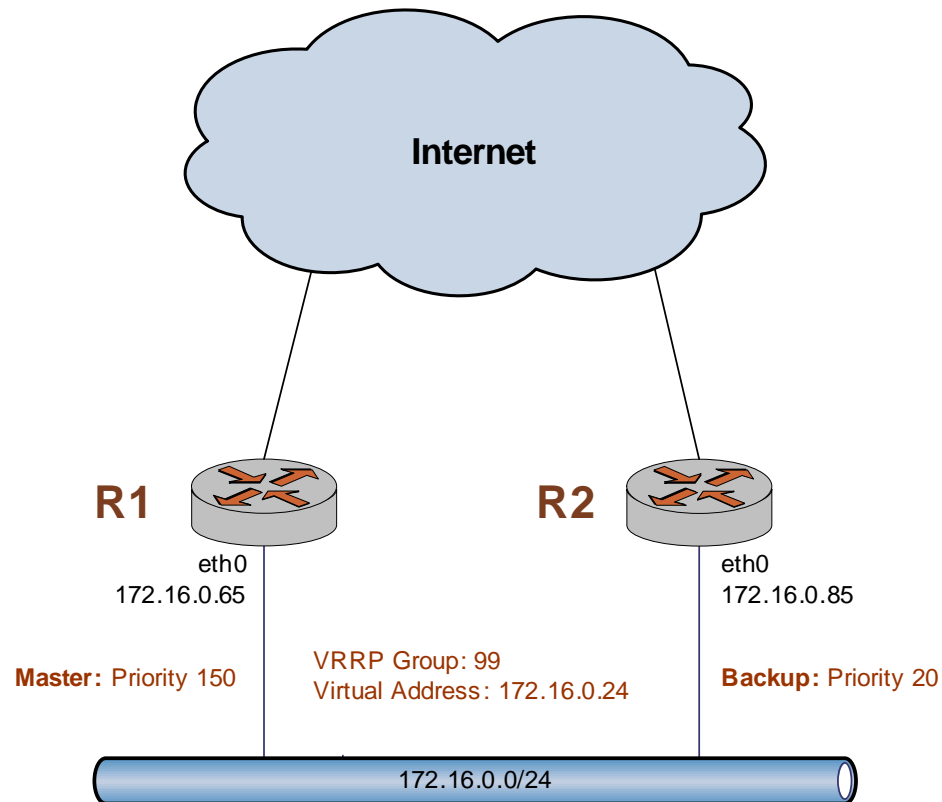 Internet
R1
R2
eth0
172.16.0.65
eth0
172.16.0.85
Master: Priority 150
VRRP Group: 99
Virtual Address: 172.16.0.24
Backup: Priority 20
172.16.0.0/24